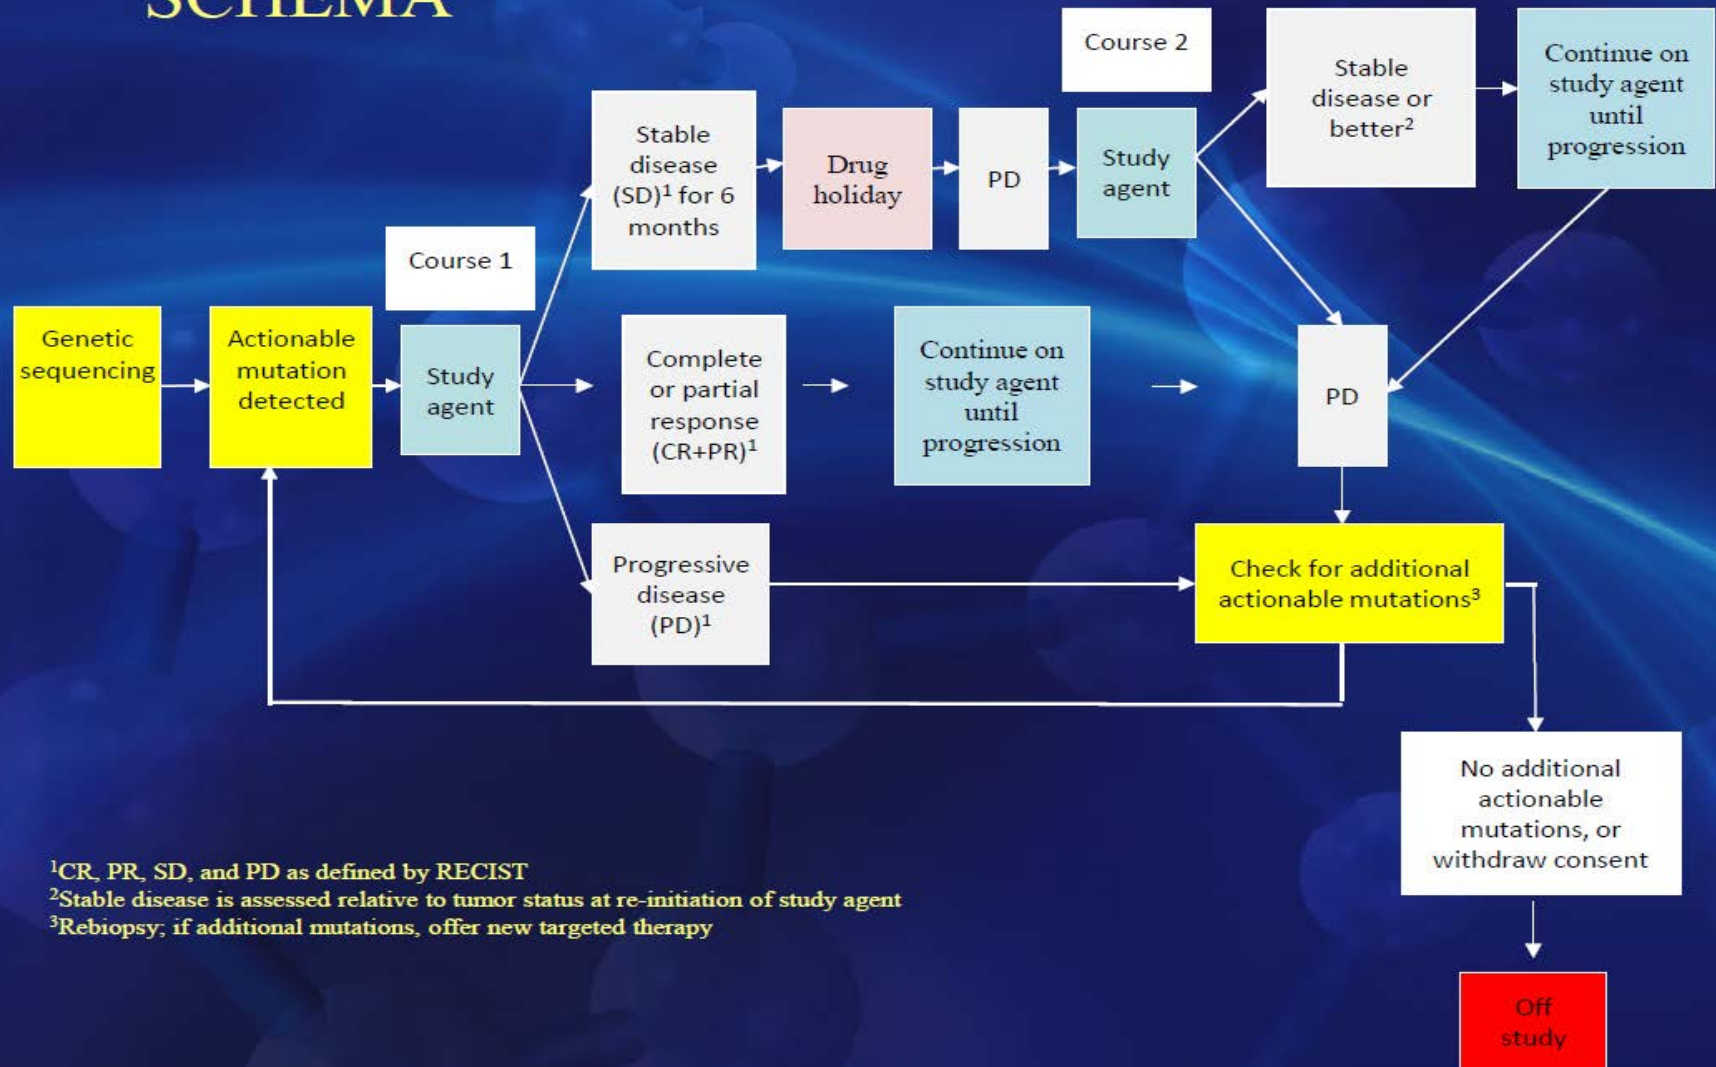 SCHEMA
Course 2
Stable
disease or
better²
Continue on
study agent
until
progression
Stable
disease
(SD)¹ for 6
months
Drug
holiday
PD
Study
agent
Course 1
Genetic
sequencing
Actionable
mutation
detected
Study
agent
Complete
or partial
response
(CR+PR)¹
Continue on
study agent
until
progression
PD
Progressive
disease
(PD)¹
Check for additional
actionable mutations³
No additional
actionable
mutations, or
withdraw consent
¹CR, PR, SD, and PD as defined by RECIST
²Stable disease is assessed relative to tumor status at re-initiation of study agent
³Rebiopsy; if additional mutations, offer new targeted therapy
Off
study